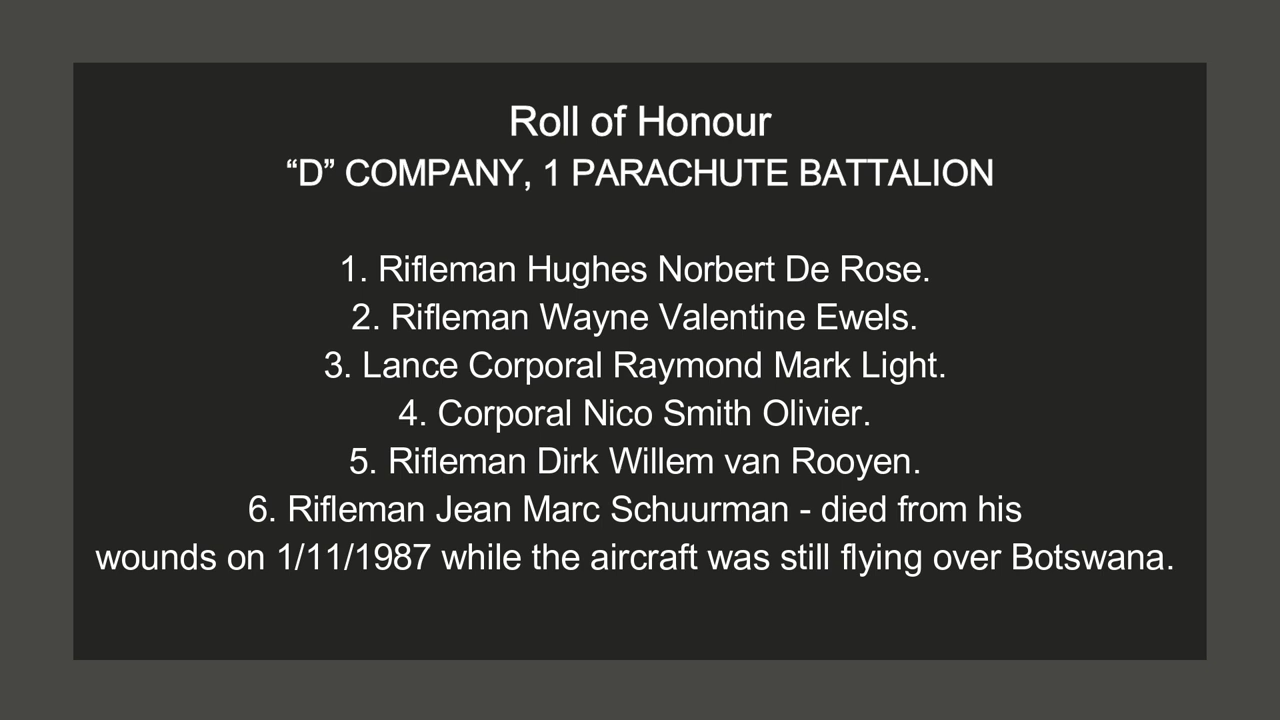 Roll of Honour
“D” COMPANY, 1 PARACHUTE BATTALION
1. Rifleman Hughes Norbert De Rose.
2. Rifleman Wayne Valentine Ewels.
3. Lance Corporal Raymond Mark Light.
4. Corporal Nico Smith Olivier.
5. Rifleman Dirk Willem van Rooyen.
6. Rifleman Jean Marc Schuurman - died from his
wounds on 1/11/1987 while the aircraft was still flying over Botswana.